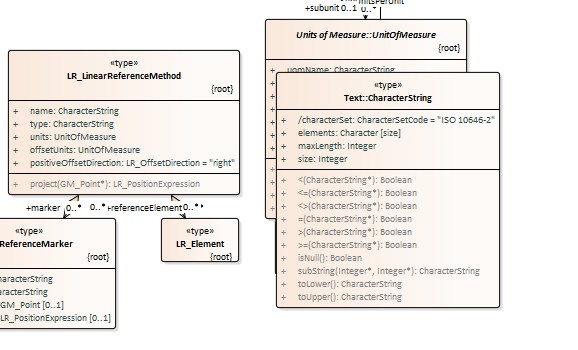 +subunit 0..1 0..*
Units of Measure::UnitOfMeasure
{root}
+ uomName: CharacterString
«type»
LR_LinearReferenceMethod
{root}
+ name: CharacterString
+ type: CharacterString
+ units: UnitOfMeasure
+ offsetUnits: UnitOfMeasure
+ positiveOffsetDirection: LR_OffsetDirection = "right"
+ project(GM_Point*): LR_PositionExpression
«type»
Text::CharacterString
{root}
+ /characterSet: CharacterSetCode = "ISO 10646-2"
+ elements: Character [size]
+ maxLength: Integer
+ size: Integer
+ <(CharacterString*): Boolean
+ <=(CharacterString*): Boolean
+ <>(CharacterString*): Boolean
+ =(CharacterString*): Boolean
+ >(CharacterString*): Boolean
+ >=(CharacterString*): Boolean
+ isNull(): Boolean
+ subString(Integer*, Integer*): CharacterString
+ toLower(): CharacterString
+ toUpper(): CharacterString
+marker 0..* 0..* +referenceElement 0..*
«type»
ReferenceMarker
{root}
GM_Point [0..1]
LR_PositionExpression [0..1]
«type»
LR_Element
{root}